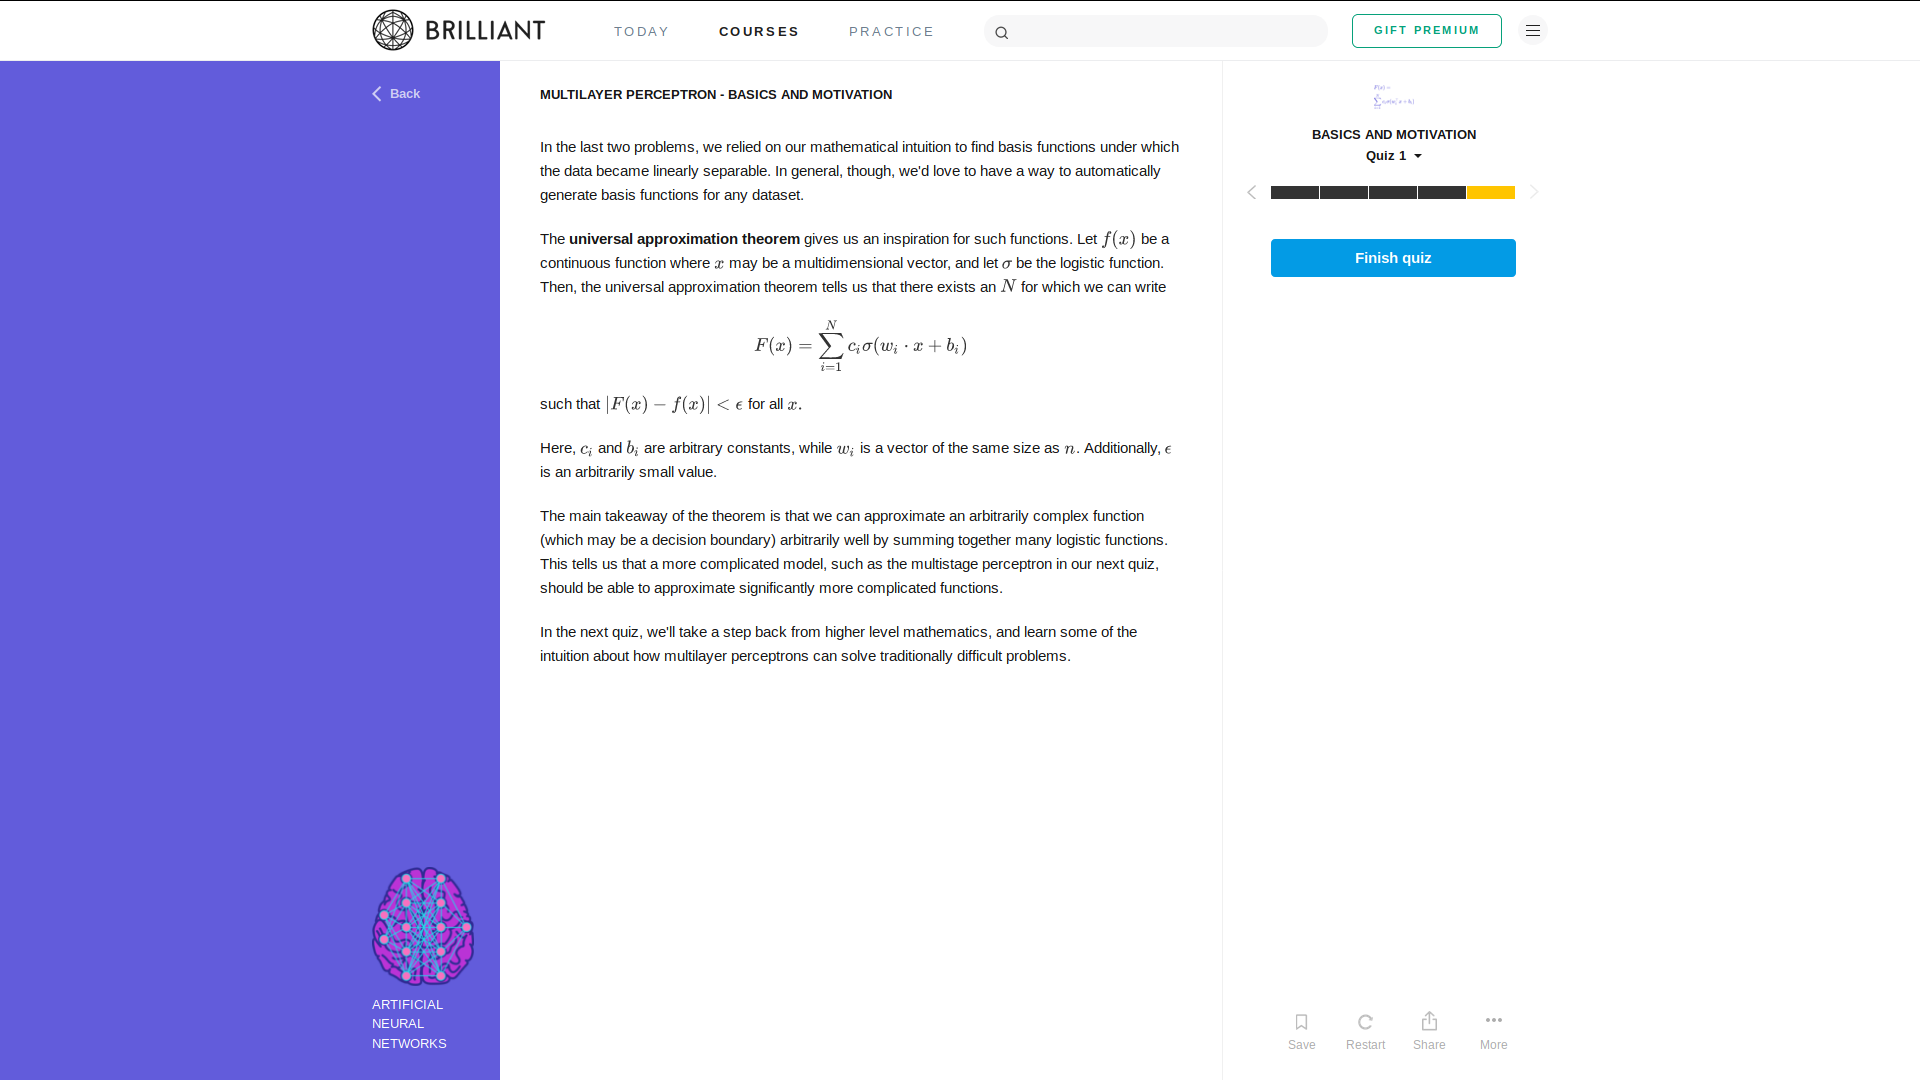 BRILLIANT
TODAY
COURSES
PRACTICE
GIFT PREMIUM
Back
MULTILAYER PERCEPTRON - BASICS AND MOTIVATION
In the last two problems, we relied on our mathematical intuition to find basis functions under which
the data became linearly separable. In general, though, we'd love to have a way to automatically
generate basis functions for any dataset.
The universal approximation theorem gives us an inspiration for such functions. Let f(x) be a
continuous function where x may be a multidimensional vector, and let σ be the logistic function.
Then, the universal approximation theorem tells us that there exists an N for which we can write
F(x) = ∑_{i=1}^{N} c_i σ(w_i · x + b_i)
such that |F(x) − f(x)| < ϵ for all x.
Here, c_i and b_i are arbitrary constants, while w_i is a vector of the same size as n. Additionally, ϵ
is an arbitrarily small value.
The main takeaway of the theorem is that we can approximate an arbitrarily complex function
(which may be a decision boundary) arbitrarily well by summing together many logistic functions.
This tells us that a more complicated model, such as the multistage perceptron in our next quiz,
should be able to approximate significantly more complicated functions.
In the next quiz, we'll take a step back from higher level mathematics, and learn some of the
intuition about how multilayer perceptrons can solve traditionally difficult problems.
BASICS AND MOTIVATION
Quiz 1
Finish quiz
ARTIFICIAL
NEURAL
NETWORKS
Save
Restart
Share
More